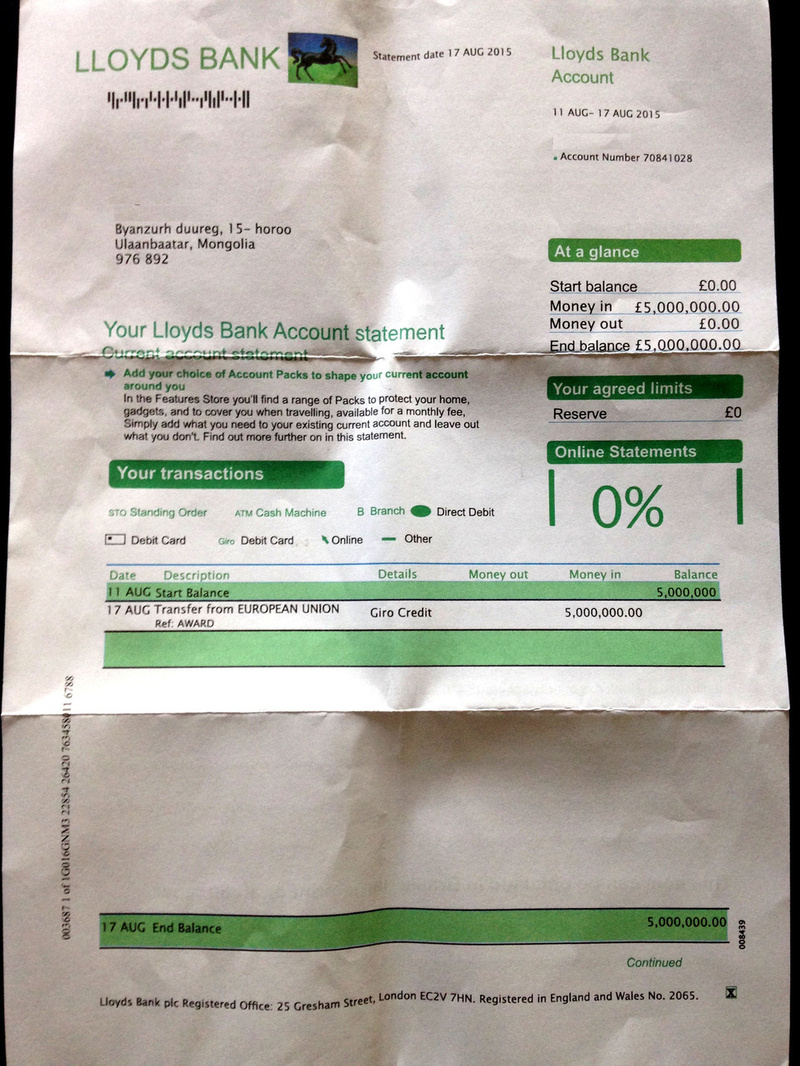 LLOYDS BANK
Statement date 17 AUG 2015
Lloyds Bank
Account
11 AUG– 17 AUG 2015
Account Number 70841028
Byanzurh duureg, 15– horoo
Ulaanbaatar, Mongolia
976 892
At a glance
Start balance £0.00
Money in £5,000,000.00
Money out £0.00
End balance £5,000,000.00
Your Lloyds Bank Account statement
Current account statement
Add your choice of Account Packs to shape your current account
around you
In the Features Store you'll find a range of Packs to protect your home,
gadgets, and to cover you when travelling, available for a monthly fee,
Simply add what you need to your existing current account and leave out
what you don't. Find out more further on in this statement.
Your agreed limits
Reserve £0
Online Statements
0%
Your transactions
STO Standing Order ATM Cash Machine B Branch Direct Debit
Debit Card Giro Debit Card Online Other
Date Description Details Money out Money in Balance
11 AUG Start Balance 5,000,000
17 AUG Transfer from EUROPEAN UNION Giro Credit 5,000,000.00
Ref: AWARD
003687 1 of 1G016GNM3 22854 26420 763458011 6788
17 AUG End Balance 5,000,000.00
008439
Continued
Lloyds Bank plc Registered Office: 25 Gresham Street, London EC2V 7HN. Registered in England and Wales No. 2065.